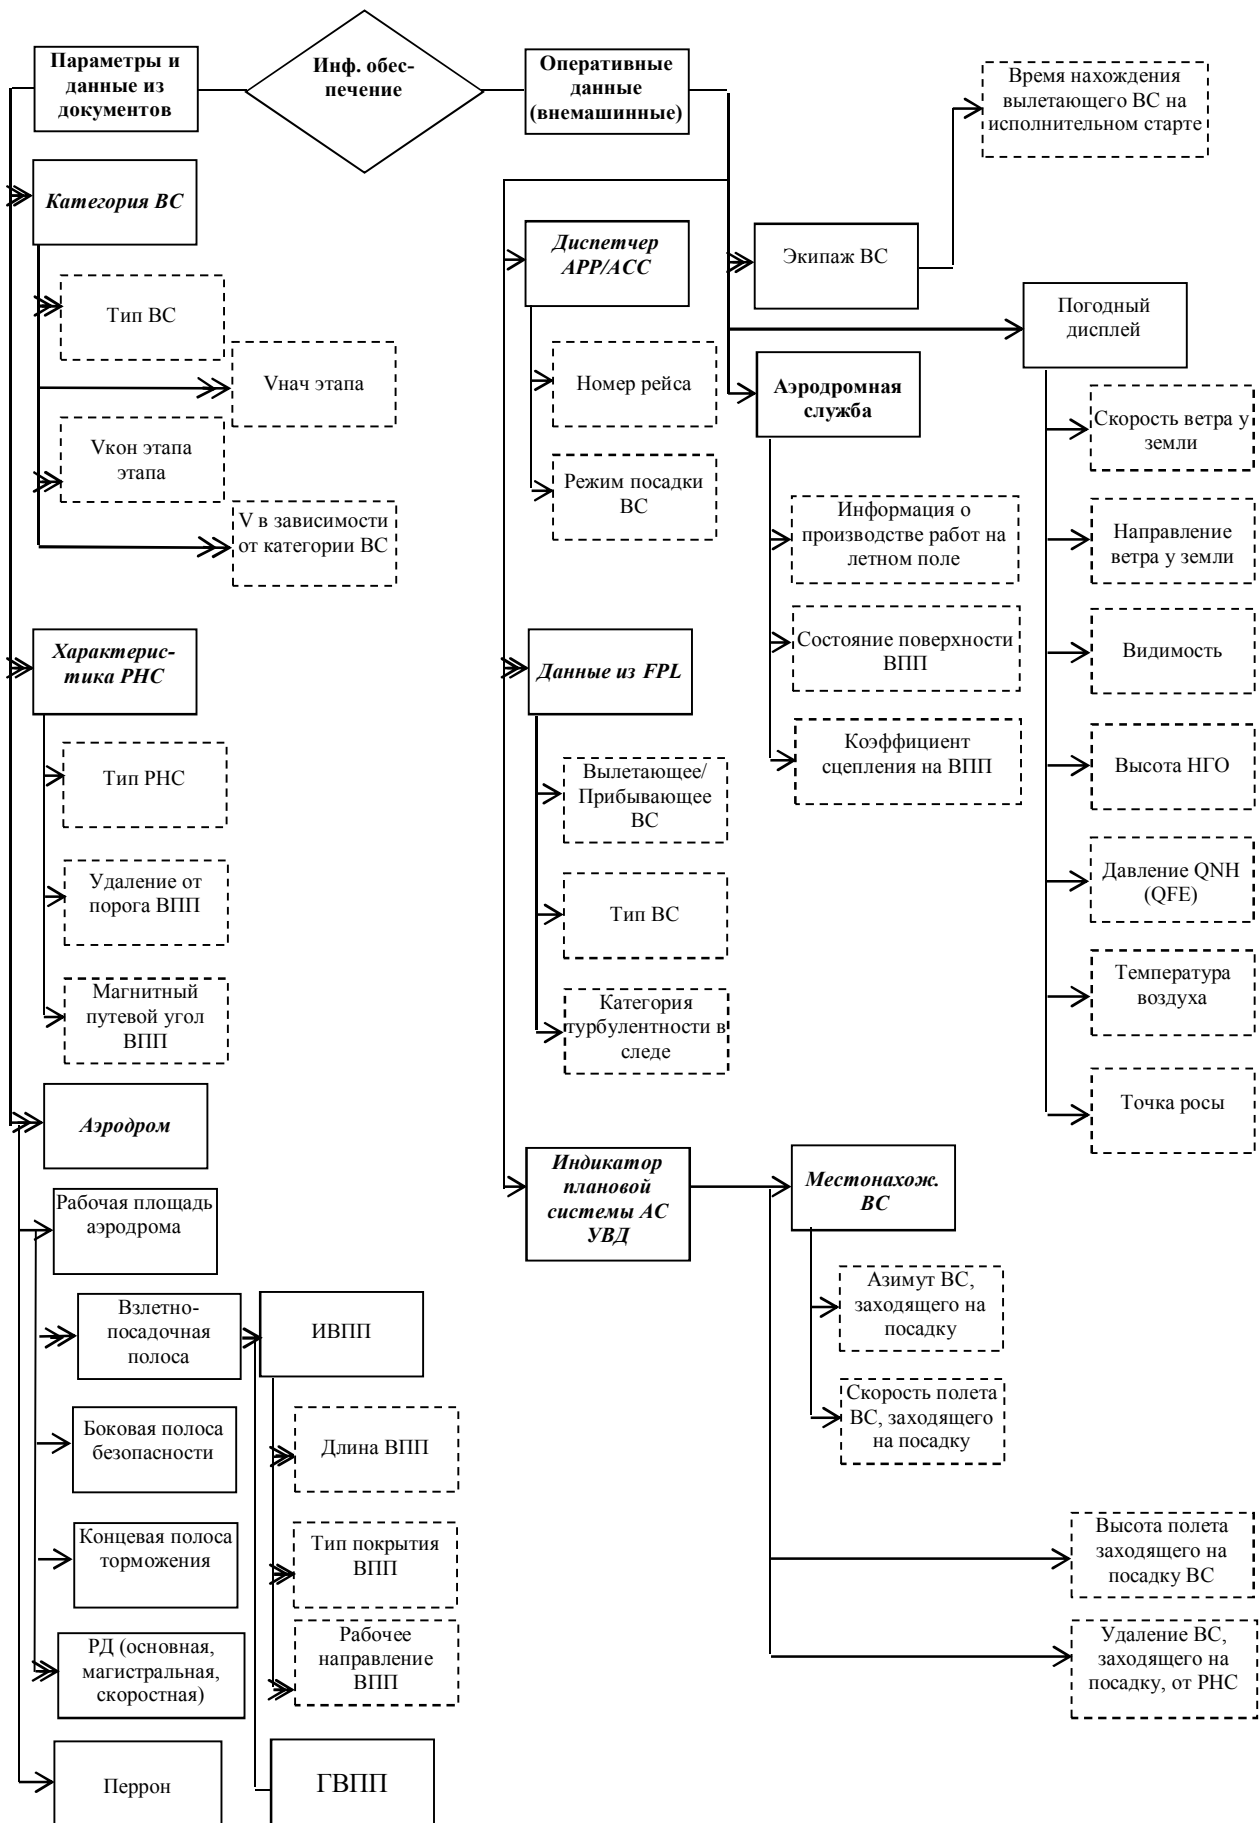 Параметры и
данные из
документов
Инф. обес-
печение
Оперативные
данные
(внемашинные)
Время нахождения
вылетающего ВС на
исполнительном старте
Категория ВС
Тип ВС
Vнач этапа
Vкон этапа
этапа
V в зависимости
от категории ВС
Характерис-
тика РНС
Тип РНС
Удаление от
порога ВПП
Магнитный
путевой угол
ВПП
Аэродром
Рабочая площадь
аэродрома
Взлетно-
посадочная
полоса
ИВПП
Боковая полоса
безопасности
Длина ВПП
Концевая полоса
торможения
Тип покрытия
ВПП
РД (основная,
магистральная,
скоростная)
Рабочее
направление
ВПП
Перрон
ГВПП
Диспетчер
APP/ACC
Номер рейса
Режим посадки
ВС
Данные из FPL
Вылетающее/
Прибывающее
ВС
Тип ВС
Категория
турбулентности в
следе
Индикатор
плановой
системы АС
УВД
Экипаж ВС
Аэродромная
служба
Информация о
производстве работ на
летном поле
Состояние поверхности
ВПП
Коэффициент
сцепления на ВПП
Местонахож.
ВС
Азимут ВС,
заходящего на
посадку
Скорость полета
ВС, заходящего
на посадку
Погодный
дисплей
Скорость ветра у
земли
Направление
ветра у земли
Видимость
Высота НГО
Давление QNH
(QFE)
Температура
воздуха
Точка росы
Высота полета
заходящего на
посадку ВС
Удаление ВС,
заходящего на
посадку, от РНС